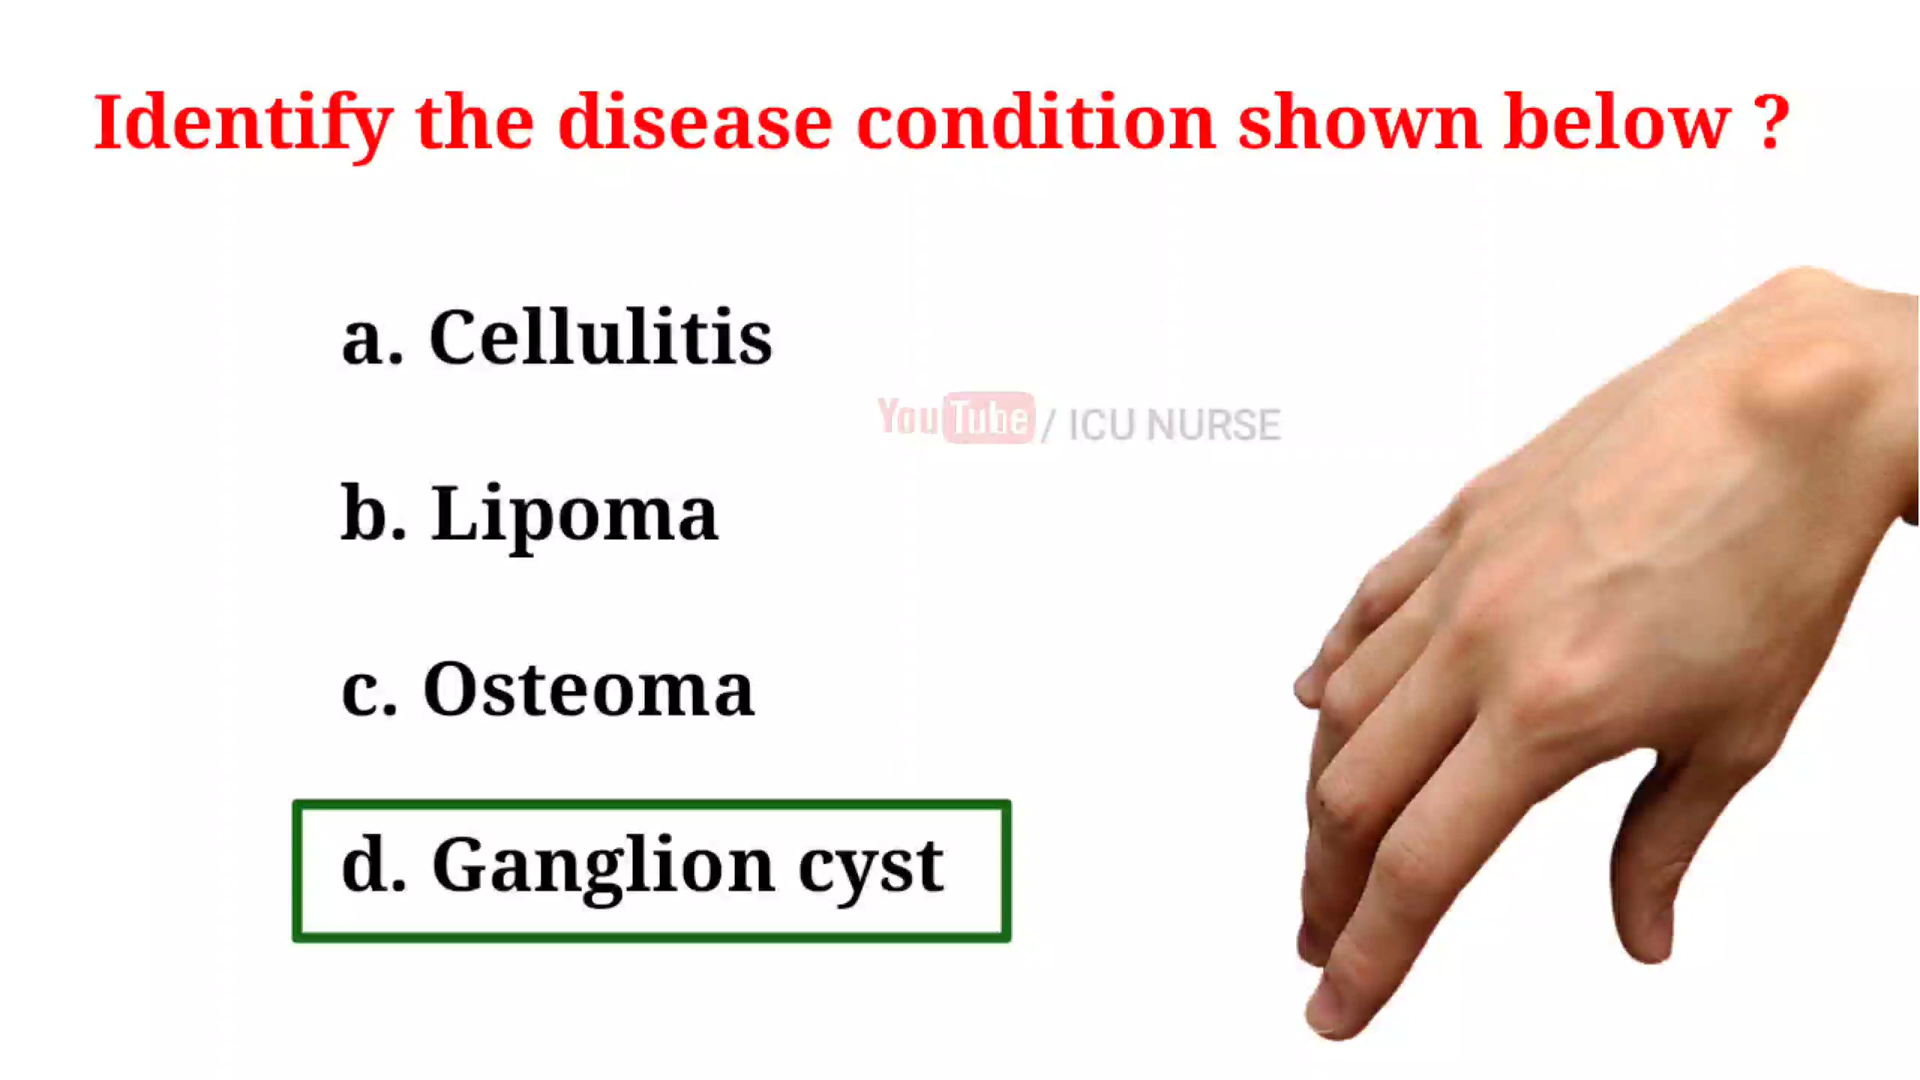 Identify the disease condition shown below ?
a. Cellulitis
YouTube / ICU NURSE
b. Lipoma
c. Osteoma
d. Ganglion cyst